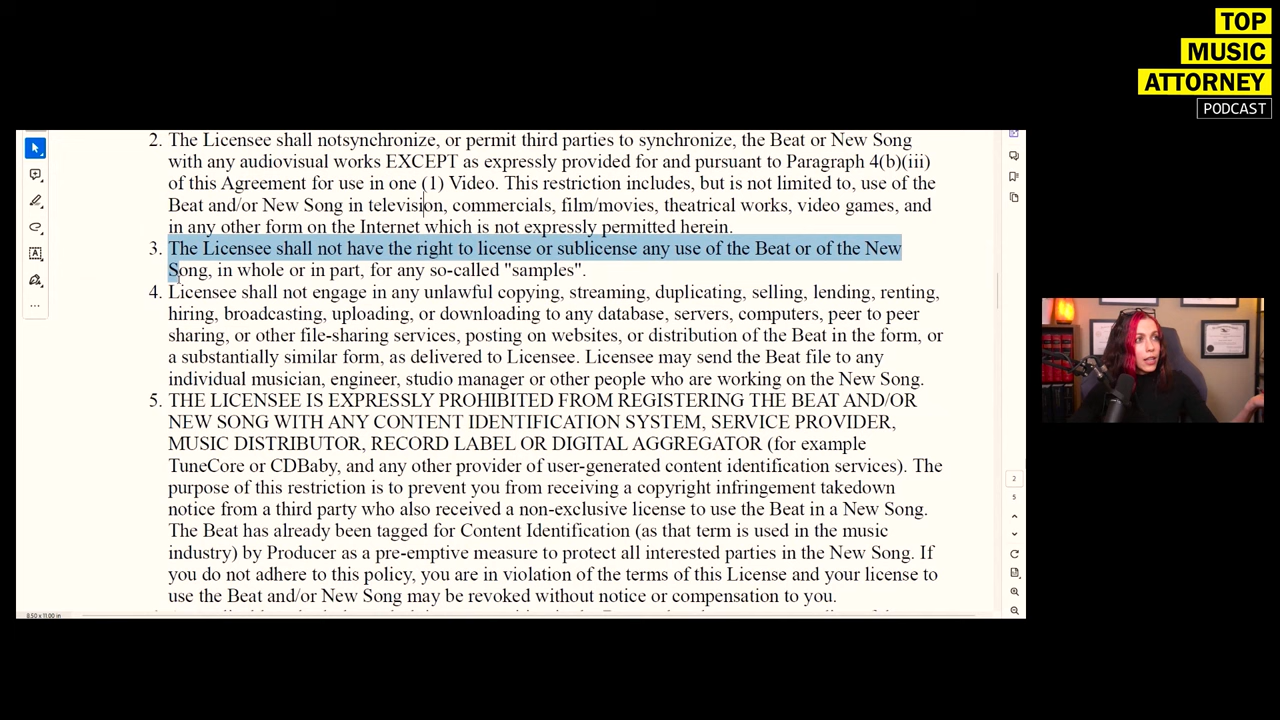 TOP
MUSIC
ATTORNEY
PODCAST
2. The Licensee shall notsynchronize, or permit third parties to synchronize, the Beat or New Song
with any audiovisual works EXCEPT as expressly provided for and pursuant to Paragraph 4(b)(iii)
of this Agreement for use in one (1) Video. This restriction includes, but is not limited to, use of the
Beat and/or New Song in television, commercials, film/movies, theatrical works, video games, and
in any other form on the Internet which is not expressly permitted herein.
3. The Licensee shall not have the right to license or sublicense any use of the Beat or of the New
Song, in whole or in part, for any so-called "samples".
4. Licensee shall not engage in any unlawful copying, streaming, duplicating, selling, lending, renting,
hiring, broadcasting, uploading, or downloading to any database, servers, computers, peer to peer
sharing, or other file-sharing services, posting on websites, or distribution of the Beat in the form, or
a substantially similar form, as delivered to Licensee. Licensee may send the Beat file to any
individual musician, engineer, studio manager or other people who are working on the New Song.
5. THE LICENSEE IS EXPRESSLY PROHIBITED FROM REGISTERING THE BEAT AND/OR
NEW SONG WITH ANY CONTENT IDENTIFICATION SYSTEM, SERVICE PROVIDER,
MUSIC DISTRIBUTOR, RECORD LABEL OR DIGITAL AGGREGATOR (for example
TuneCore or CDBaby, and any other provider of user-generated content identification services). The
purpose of this restriction is to prevent you from receiving a copyright infringement takedown
notice from a third party who also received a non-exclusive license to use the Beat in a New Song.
The Beat has already been tagged for Content Identification (as that term is used in the music
industry) by Producer as a pre-emptive measure to protect all interested parties in the New Song. If
you do not adhere to this policy, you are in violation of the terms of this License and your license to
use the Beat and/or New Song may be revoked without notice or compensation to you.
2
5
8.50 x 11.00 in